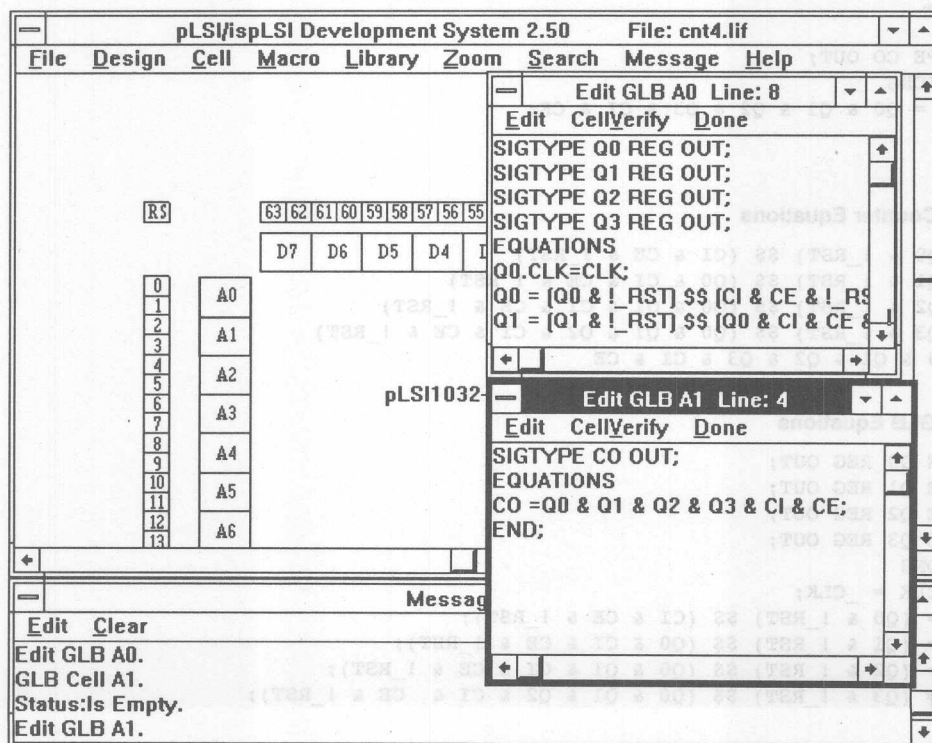 pLSI/ispLSI Development System 2.50 File: cnt4.lif
File Design Cell Macro Library Zoom Search Message Help
Edit GLB A0 Line: 8
Edit CellVerify Done
SIGTYPE Q0 REG OUT;
SIGTYPE Q1 REG OUT;
SIGTYPE Q2 REG OUT;
SIGTYPE Q3 REG OUT;
EQUATIONS
Q0.CLK=CLK;
Q0 = (Q0 & !_RST) $$ (CI & CE & !_RS
Q1 = (Q1 & !_RST) $$ (Q0 & CI & CE & !
RS
63 62 61 60 59 58 57 56 55
D7 D6 D5 D4
0
1
A0
2
3
A1
4
5
A2
6
7
A3
8
9
A4
10
11
A5
12
13
A6
pLSI1032-
Edit GLB A1 Line: 4
Edit CellVerify Done
SIGTYPE CO OUT;
EQUATIONS
CO =Q0 & Q1 & Q2 & Q3 & CI & CE;
END;
Messag
Edit Clear
Edit GLB A0.
GLB Cell A1.
Status:Is Empty.
Edit GLB A1.